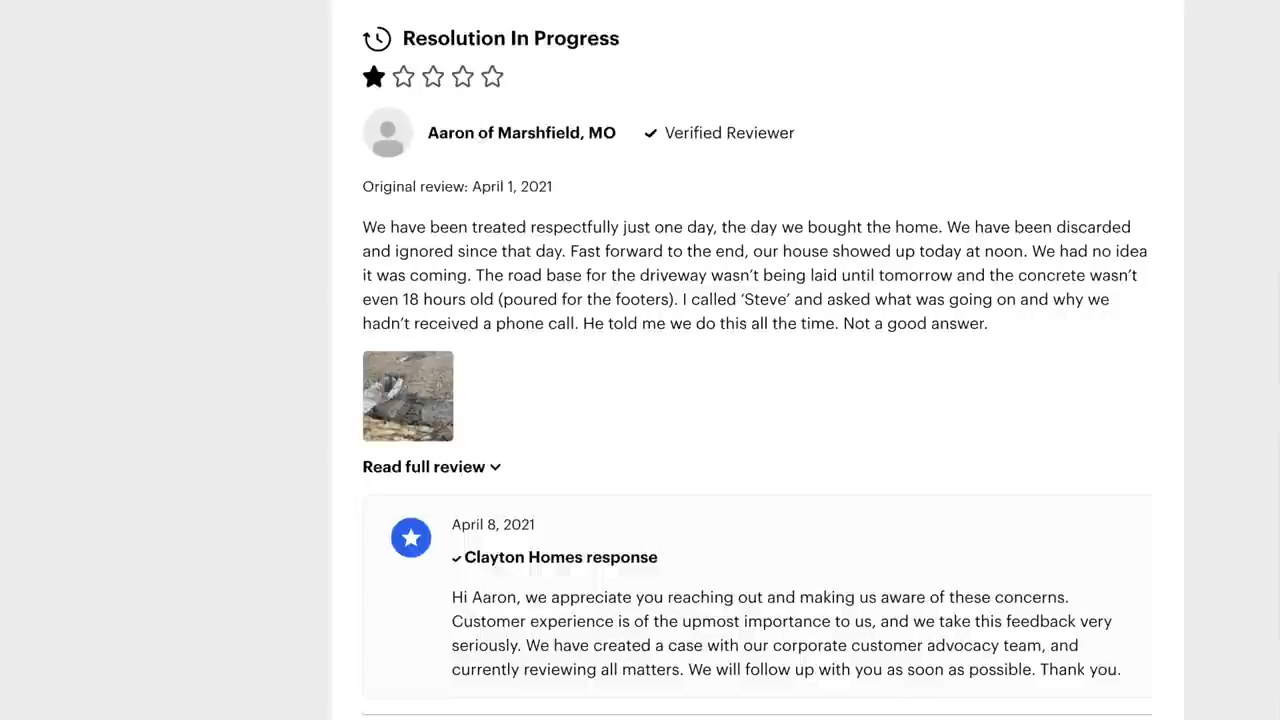 Resolution In Progress
Aaron of Marshfield, MO Verified Reviewer
Original review: April 1, 2021
We have been treated respectfully just one day, the day we bought the home. We have been discarded
and ignored since that day. Fast forward to the end, our house showed up today at noon. We had no idea
it was coming. The road base for the driveway wasn’t being laid until tomorrow and the concrete wasn’t
even 18 hours old (poured for the footers). I called ‘Steve’ and asked what was going on and why we
hadn’t received a phone call. He told me we do this all the time. Not a good answer.
Read full review
April 8, 2021
Clayton Homes response
Hi Aaron, we appreciate you reaching out and making us aware of these concerns.
Customer experience is of the upmost importance to us, and we take this feedback very
seriously. We have created a case with our corporate customer advocacy team, and
currently reviewing all matters. We will follow up with you as soon as possible. Thank you.